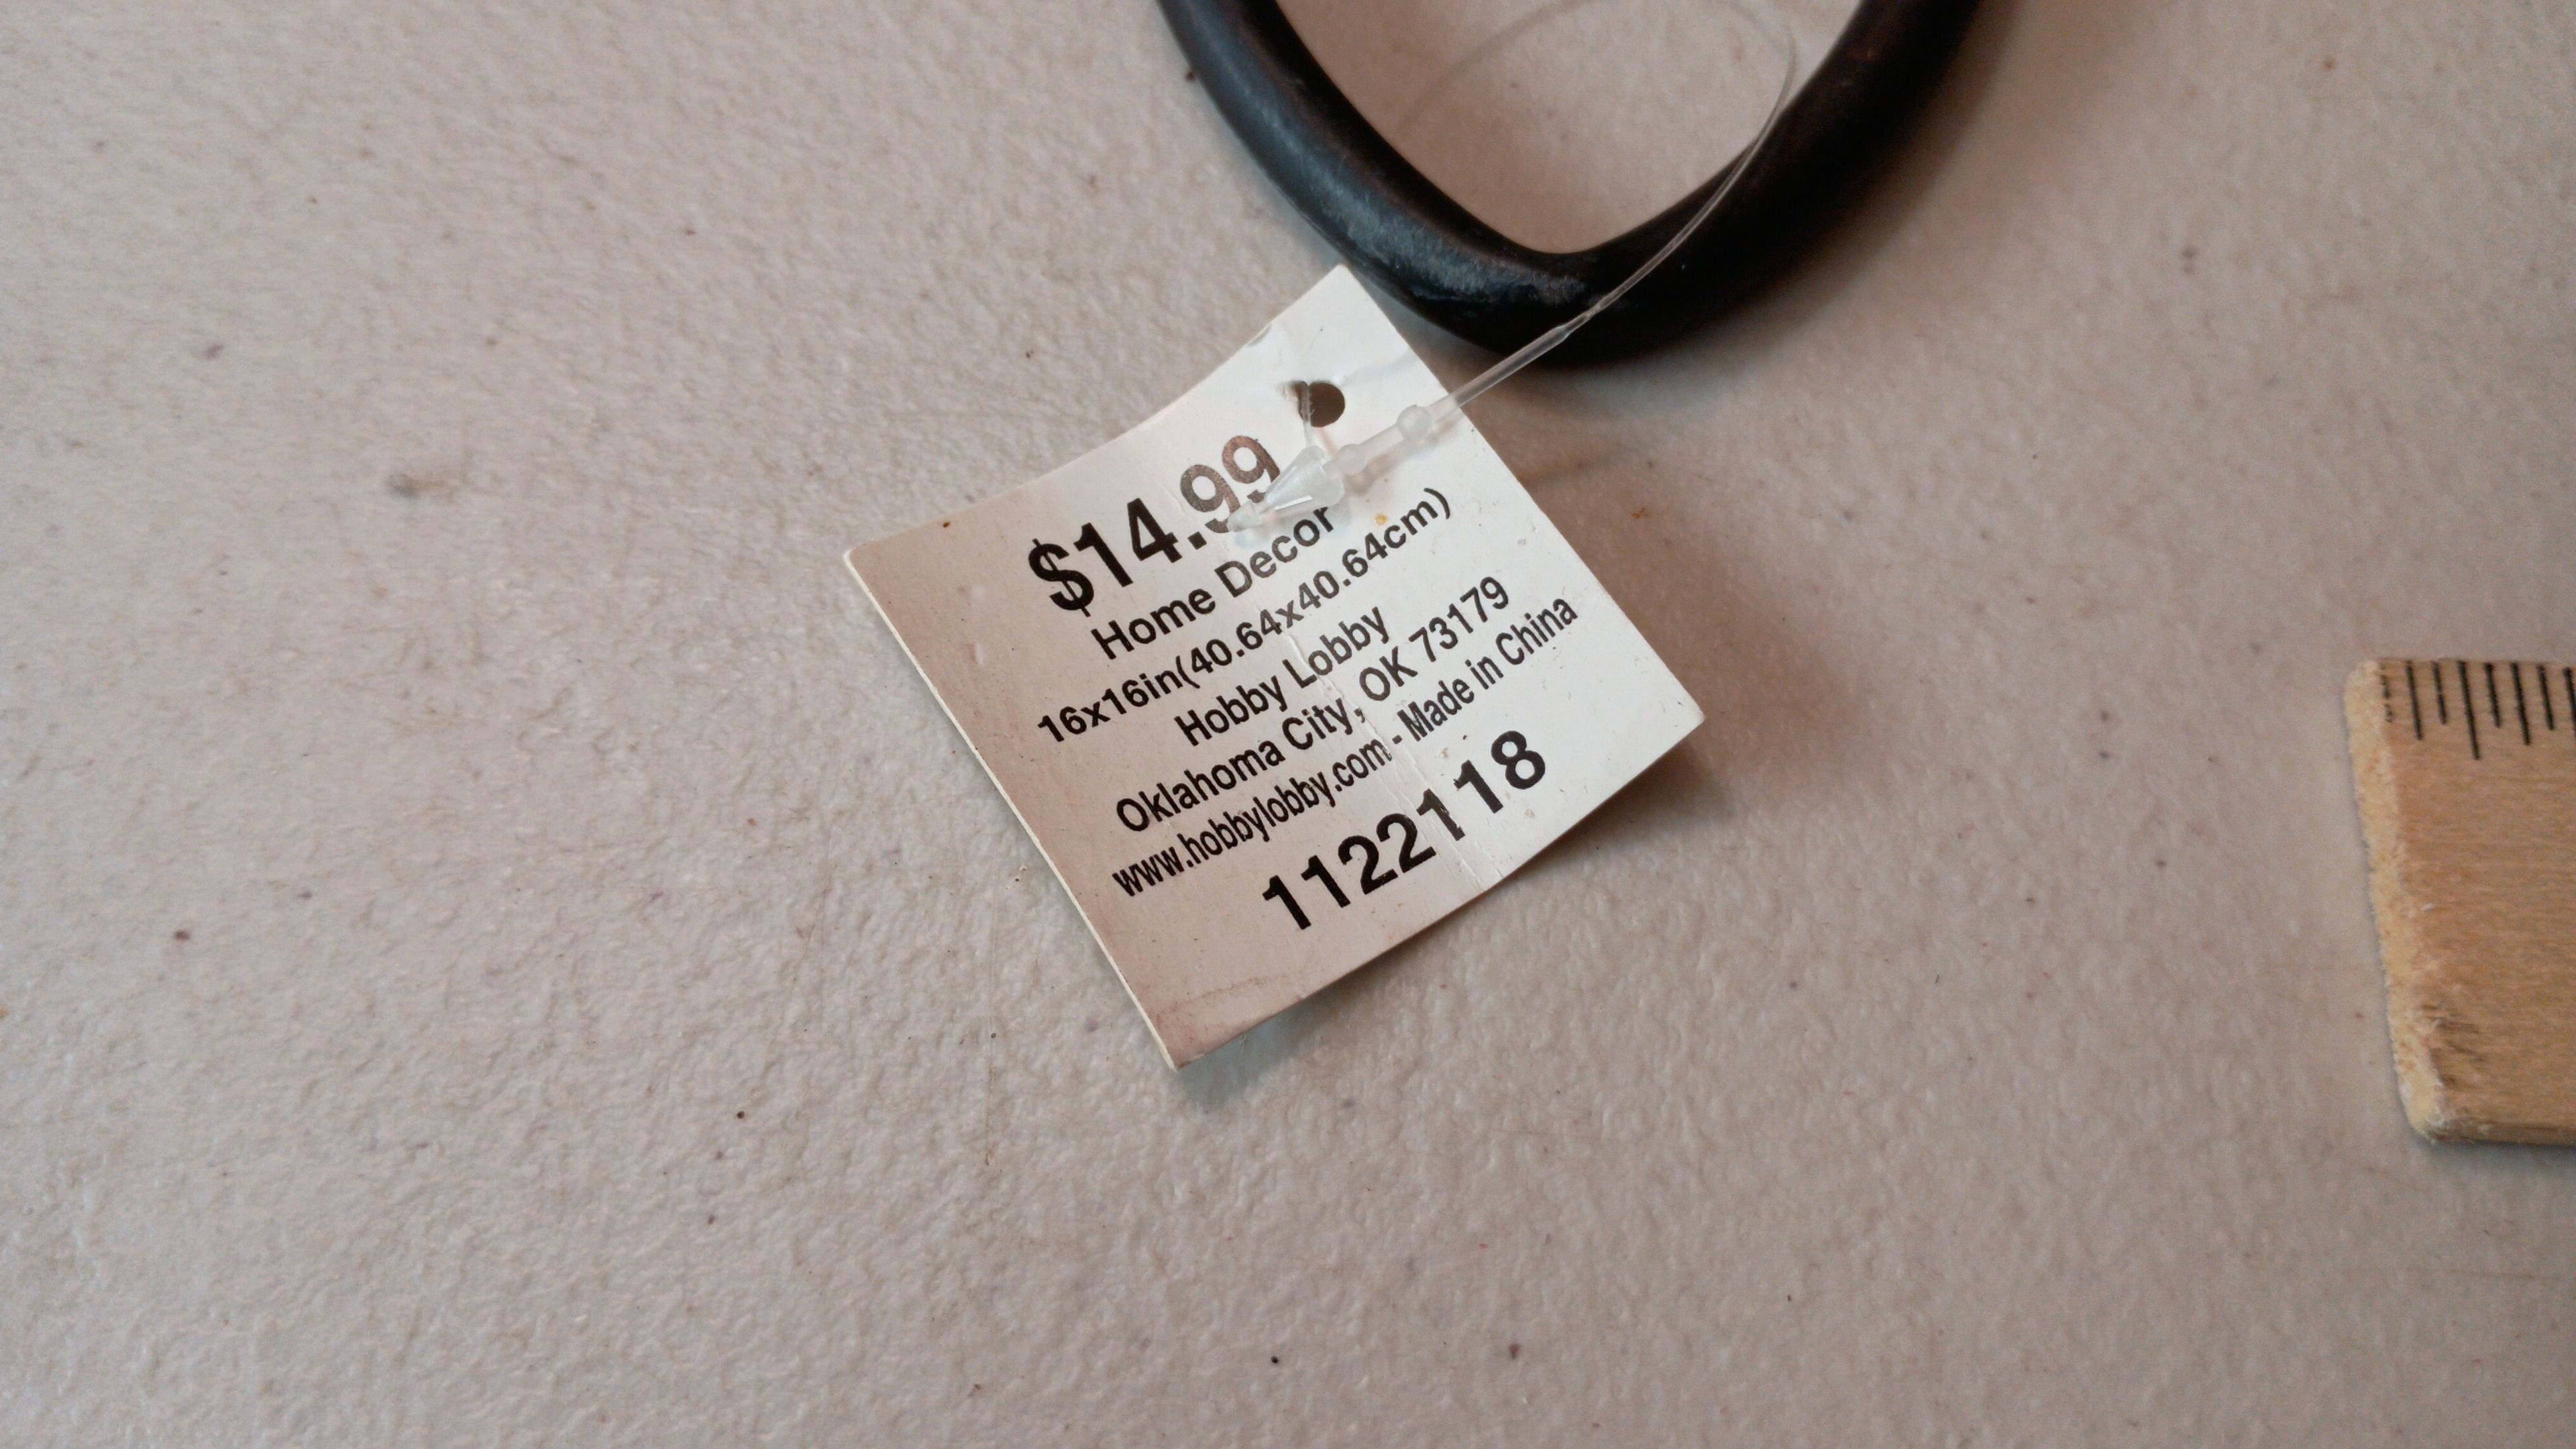 $14.99
Home Decor
16x16in(40.64x40.64cm)
Hobby Lobby
Oklahoma City, OK 73179
www.hobbylobby.com - Made in China
1122118